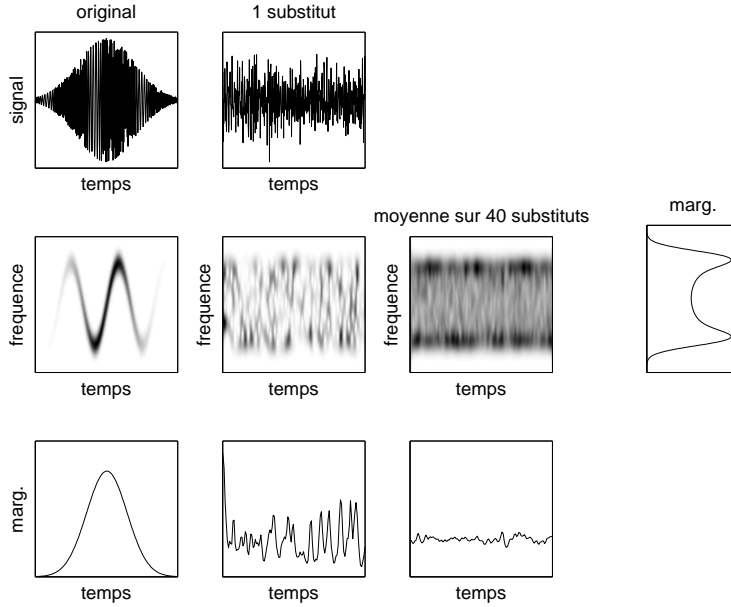 original
1 substitut
signal
temps
temps
moyenne sur 40 substituts
marg.
frequence
frequence
frequence
temps
temps
temps
marg.
temps
temps
temps